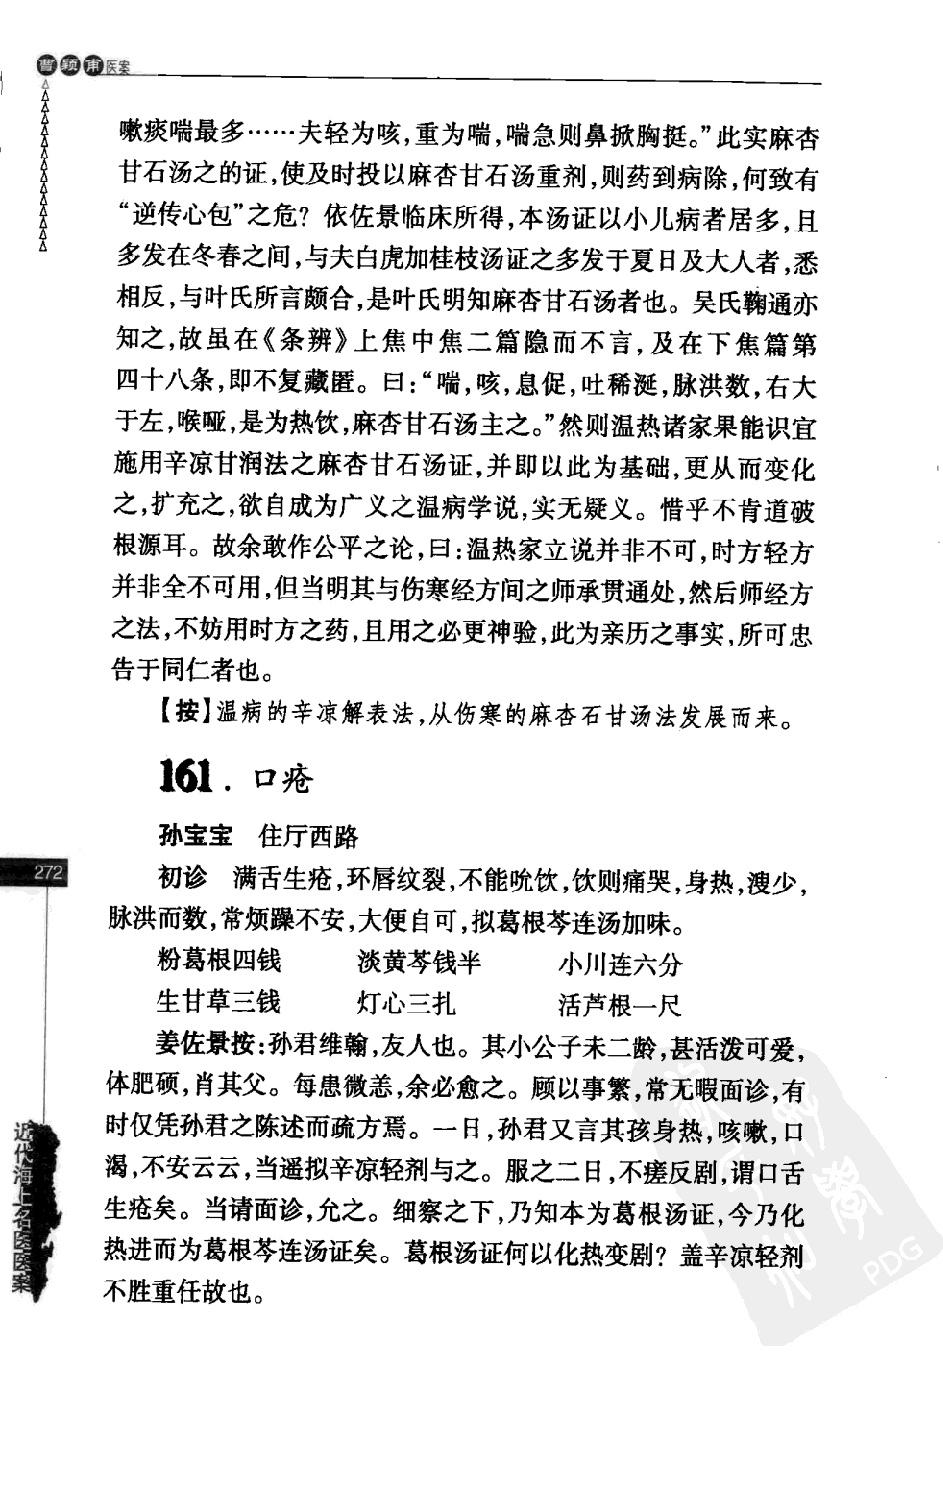 曹颖甫医案
嗽痰喘最多……夫轻为咳,重为喘,喘急则鼻掀胸挺。”此实麻杏
甘石汤之的证,使及时投以麻杏甘石汤重剂,则药到病除,何致有
“逆传心包”之危?依佐景临床所得,本汤证以小儿病者居多,且
多发在冬春之间,与夫白虎加桂枝汤证之多发于夏日及大人者,悉
相反,与叶氏所言颇合,是叶氏明知麻杏甘石汤者也。吴氏鞠通亦
知之,故虽在《条辨》上焦中焦二篇隐而不言,及在下焦篇第
四十八条,即不复藏匿。曰:“喘,咳,息促,吐稀涎,脉洪数,右大
于左,喉哑,是为热饮,麻杏甘石汤主之。”然则温热诸家果能识宜
施用辛凉甘润法之麻杏甘石汤证,并即以此为基础,更从而变化
之,扩充之,欲自成为广义之温病学说,实无疑义。惜乎不肯道破
根源耳。故余敢作公平之论,曰:温热家立说并非不可,时方轻方
并非全不可用,但当明其与伤寒经方间之师承贯通处,然后师经方
之法,不妨用时方之药,且用之必更神验,此为亲历之事实,所可忠
告于同仁者也。
【按】温病的辛凉解表法,从伤寒的麻杏石甘汤法发展而来。
161.口疮
孙宝宝 住厅西路
272
初诊 满舌生疮,环唇纹裂,不能吮饮,饮则痛哭,身热,溲少,
脉洪而数,常烦躁不安,大便自可,拟葛根芩连汤加味。
粉葛根四钱 淡黄芩钱半 小川连六分
生甘草三钱 灯心三扎 活芦根一尺
姜佐景按:孙君维翰,友人也。其小公子未二龄,甚活泼可爱,
体肥硕,肖其父。每患微恙,余必愈之。顾以事繁,常无暇面诊,有
时仅凭孙君之陈述而疏方焉。一日,孙君又言其孩身热,咳嗽,口
渴,不安云云,当遥拟辛凉轻剂与之。服之二日,不瘥反剧,谓口舌
生疮矣。当请面诊,允之。细察之下,乃知本为葛根汤证,今乃化
热进而为葛根芩连汤证矣。葛根汤证何以化热变剧?盖辛凉轻剂
不胜重任故也。
近代海上名医医案
PDG